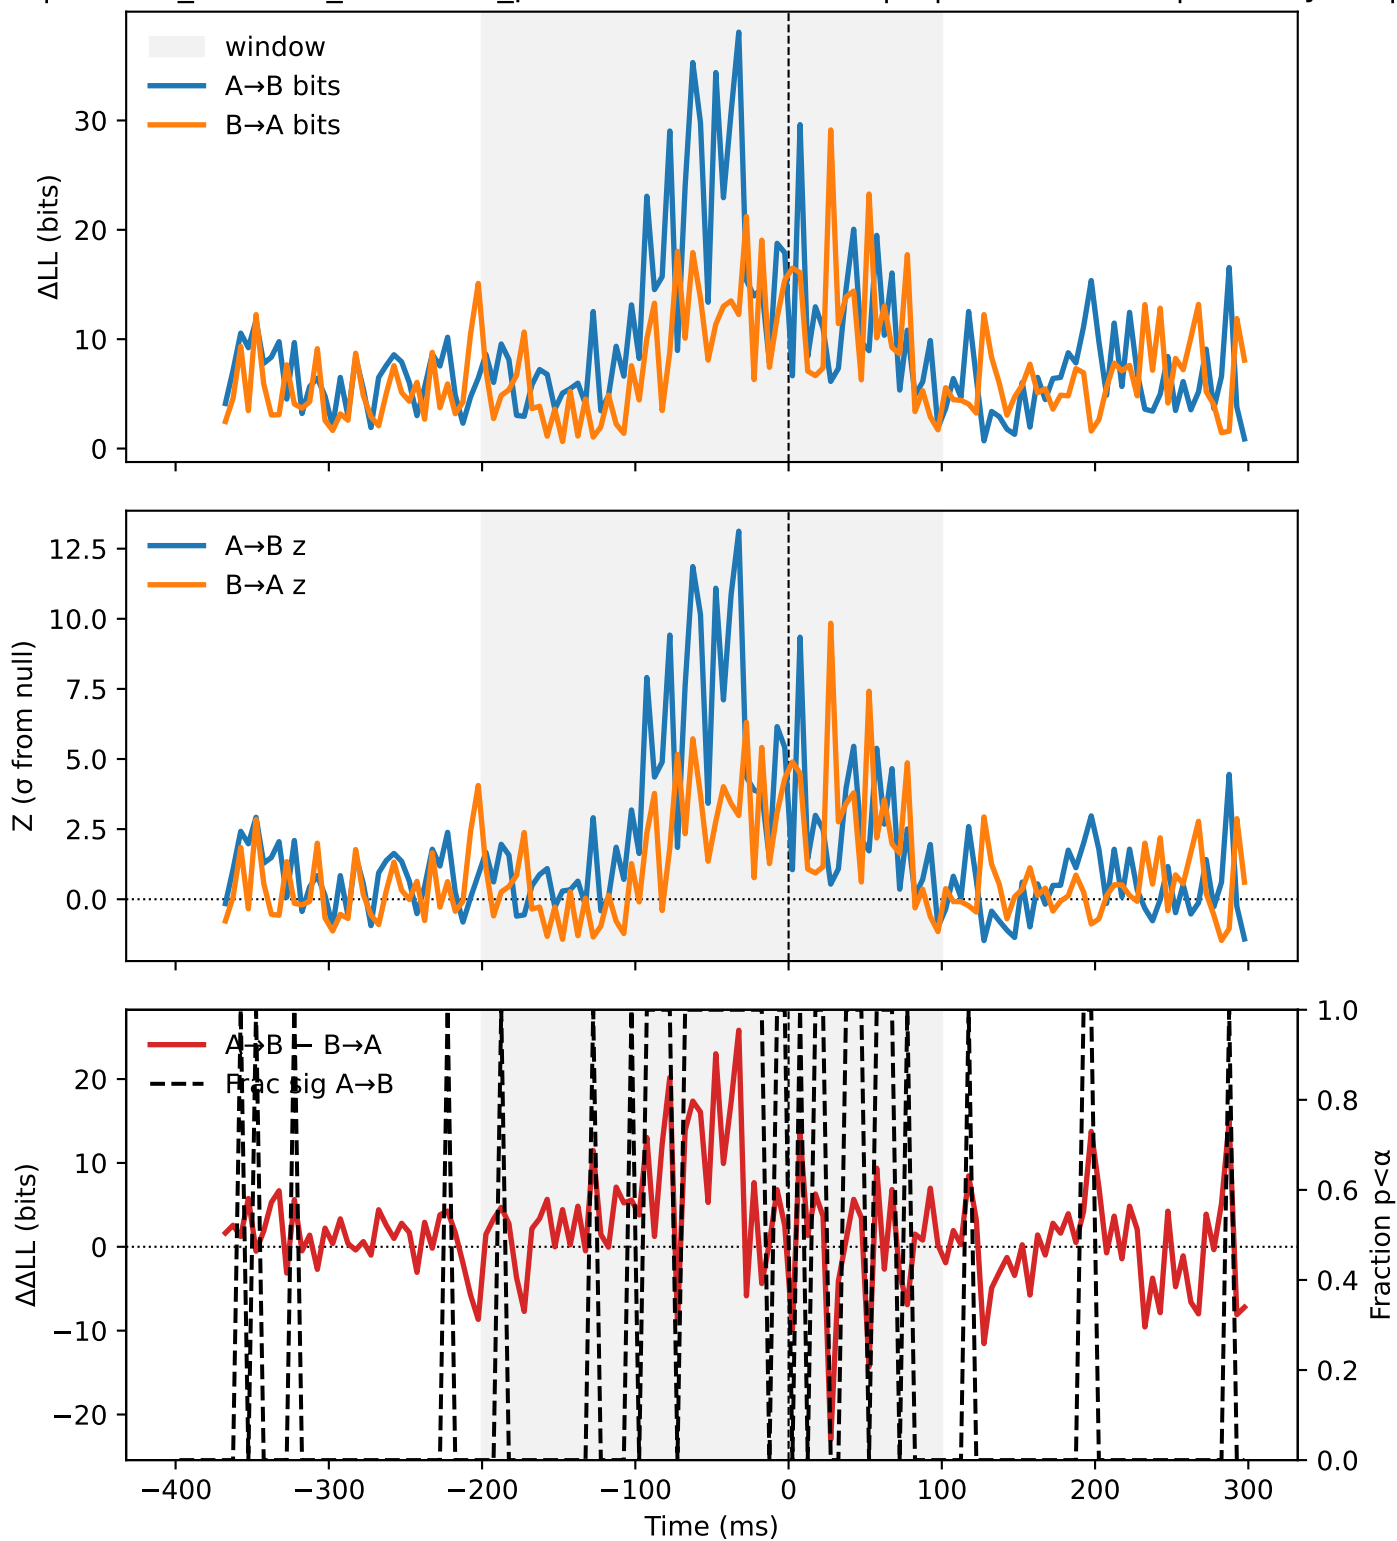 window
A→B bits
B→A bits
ΔLL (bits)
30
20
10
0
A→B z
B→A z
Z (σ from null)
12.5
10.0
7.5
5.0
2.5
0.0
A→B − B→A
Frac sig A→B
ΔΔLL (bits)
20
10
0
−10
−20
1.0
0.8
0.6
0.4
0.2
0.0
Fraction p<α
−400 −300 −200 −100 0 100 200 300
Time (ms)